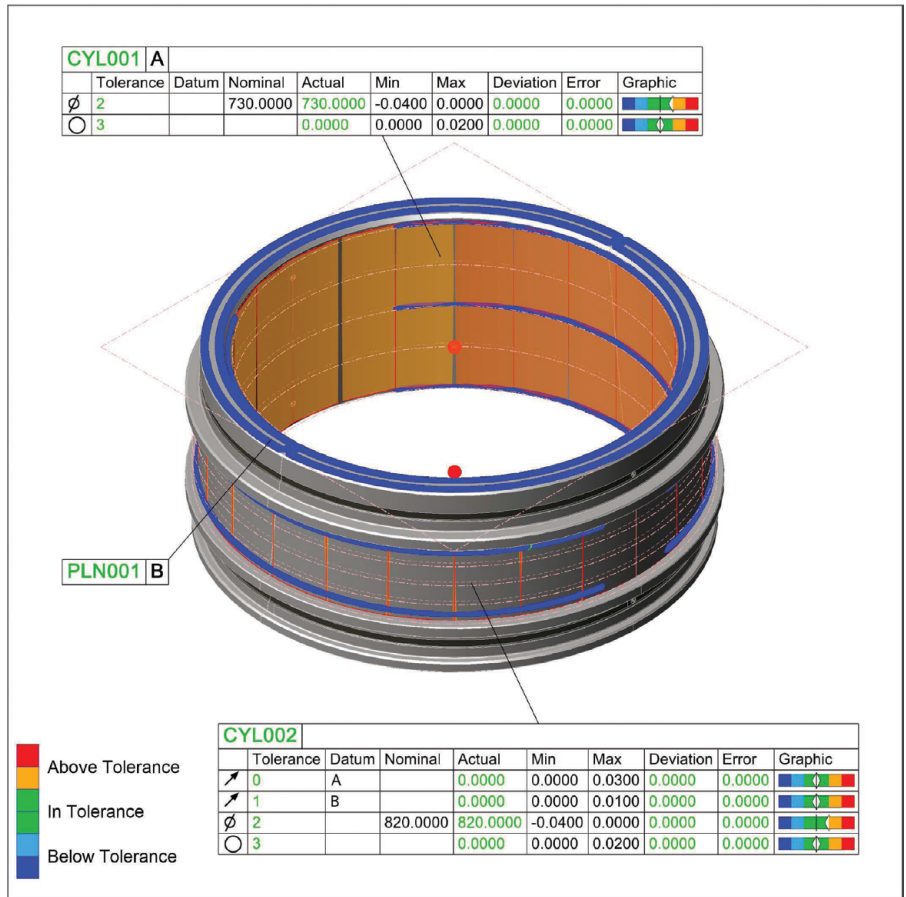 CYL001 A
Tolerance Datum Nominal Actual Min Max Deviation Error Graphic
⌀ 2 730.0000 730.0000 -0.0400 0.0000 0.0000 0.0000
○ 3 0.0000 0.0000 0.0200 0.0000 0.0000
PLN001 B
CYL002
Tolerance Datum Nominal Actual Min Max Deviation Error Graphic
↗ 0 A 0.0000 0.0000 0.0300 0.0000 0.0000
↗ 1 B 0.0000 0.0000 0.0100 0.0000 0.0000
⌀ 2 820.0000 820.0000 -0.0400 0.0000 0.0000 0.0000
○ 3 0.0000 0.0000 0.0200 0.0000 0.0000
Above Tolerance
In Tolerance
Below Tolerance